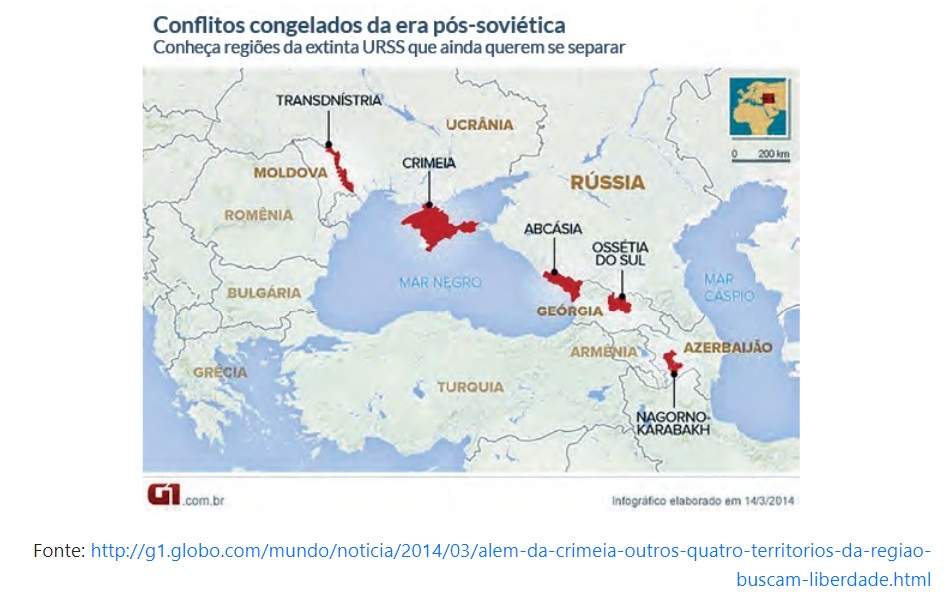 Conflitos congelados da era pós-soviética
Conheça regiões da extinta URSS que ainda querem se separar
TRANSDNÍSTRIA
UCRÂNIA
0 200 km
CRIMEIA
MOLDOVA
RÚSSIA
ROMÊNIA
ABCÁSIA
OSSÉTIA
DO SUL
MAR NEGRO
MAR
CÁSPIO
BULGÁRIA
GEÓRGIA
ARMÊNIA
AZERBAIJÃO
GRÉCIA
TURQUIA
NAGORNO-
KARABAKH
G1.com.br
Infográfico elaborado em 14/3/2014
Fonte: http://g1.globo.com/mundo/noticia/2014/03/alem-da-crimeia-outros-quatro-territorios-da-regiao-
buscam-liberdade.html